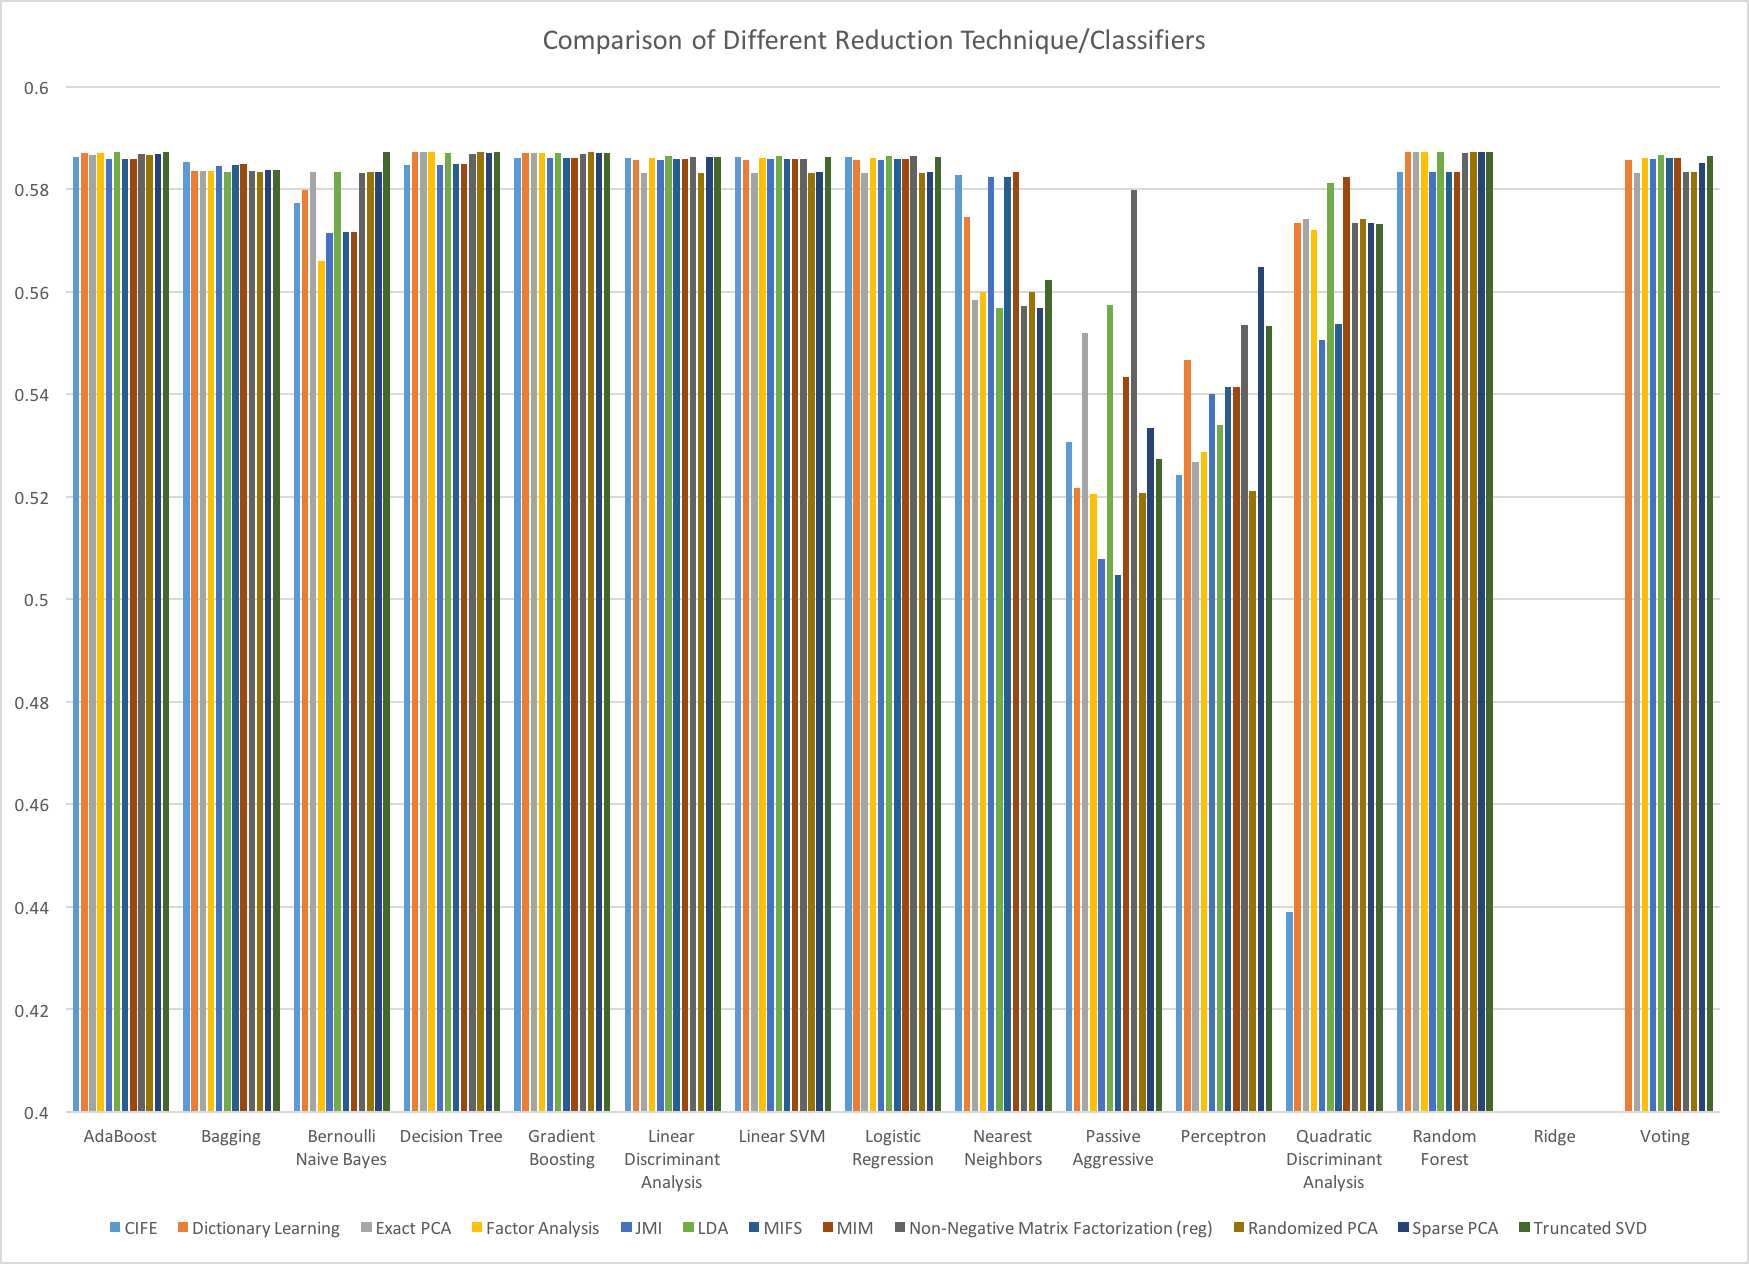 Comparison of Different Reduction Technique/Classifiers
0.6
0.58
0.56
0.54
0.52
0.5
0.48
0.46
0.44
0.42
0.4
AdaBoost
Bagging
Bernoulli
Naive Bayes
Decision Tree
Gradient
Boosting
Linear
Discriminant
Analysis
Linear SVM
Logistic
Regression
Nearest
Neighbors
Passive
Aggressive
Perceptron
Quadratic
Discriminant
Analysis
Random
Forest
Ridge
Voting
CIFE
Dictionary Learning
Exact PCA
Factor Analysis
JMI
LDA
MIFS
MIM
Non-Negative Matrix Factorization (reg)
Randomized PCA
Sparse PCA
Truncated SVD